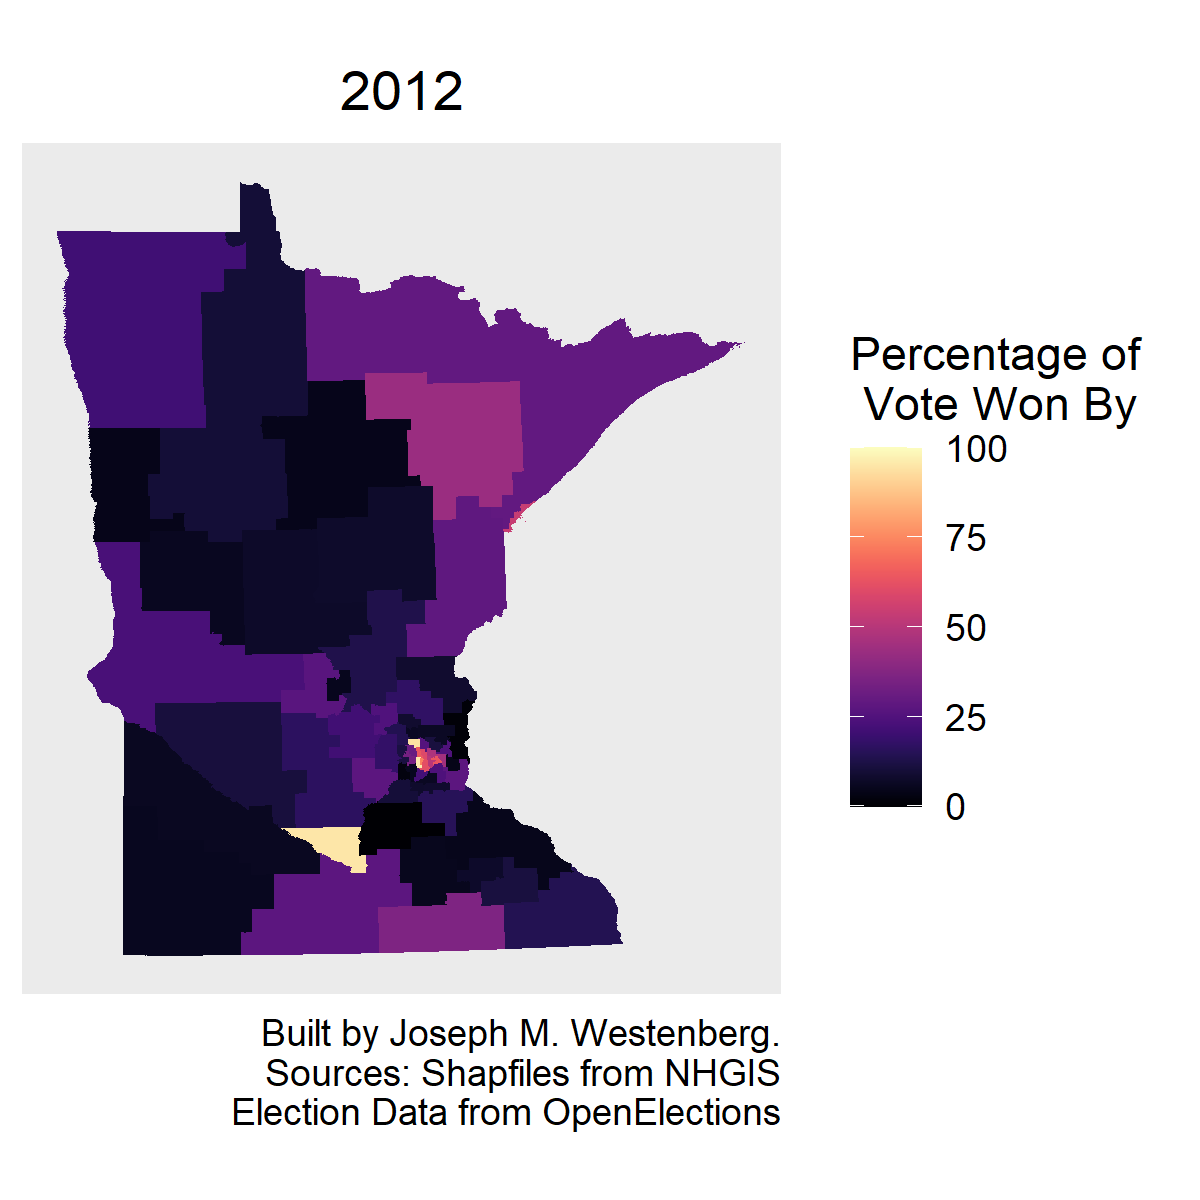 2012
Percentage of
Vote Won By
100
75
50
25
0
Built by Joseph M. Westenberg.
Sources: Shapfiles from NHGIS
Election Data from OpenElections